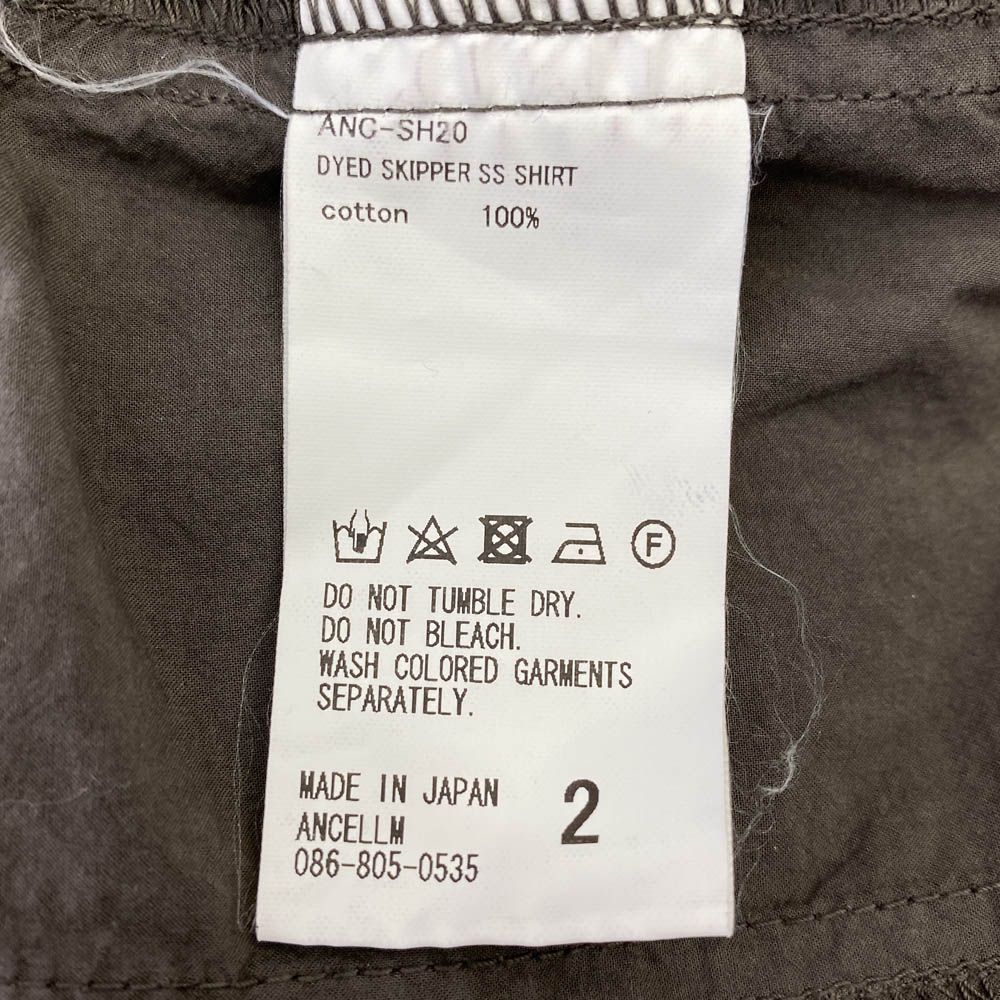 ANC-SH20
DYED SKIPPER SS SHIRT
cotton 100%
F
DO NOT TUMBLE DRY.
DO NOT BLEACH.
WASH COLORED GARMENTS
SEPARATELY.
MADE IN JAPAN
ANCELLM
086-805-0535
2